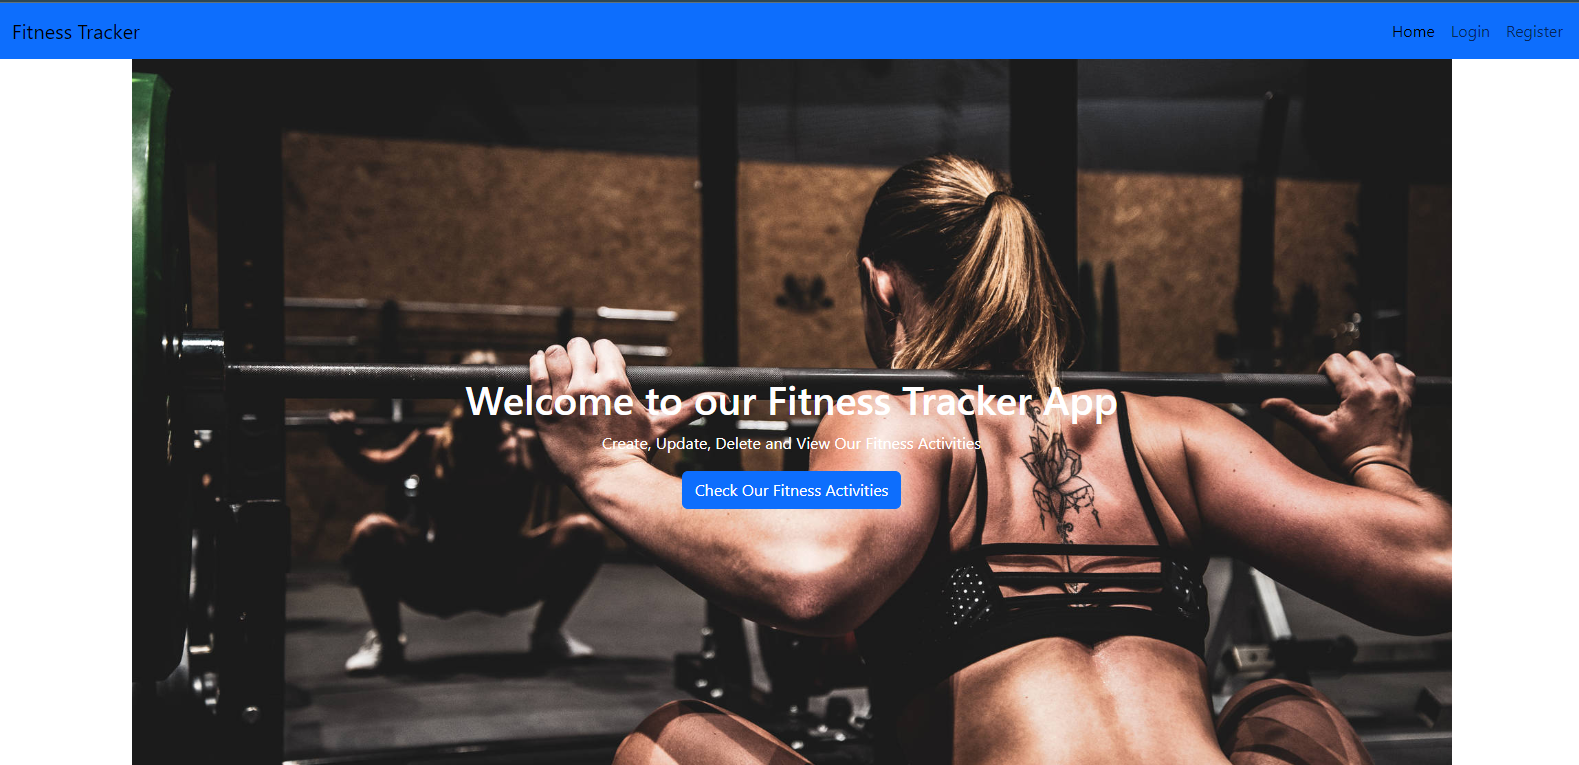 Fitness Tracker
Home Login Register
Welcome to our Fitness Tracker App
Create, Update, Delete and View Our Fitness Activities
Check Our Fitness Activities